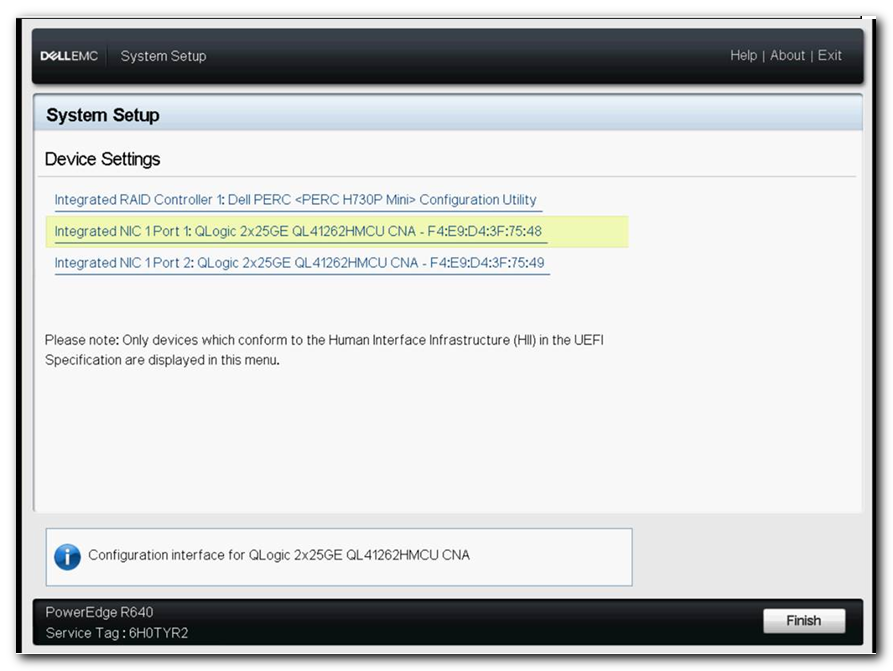 DELLEMC System Setup Help | About | Exit
System Setup
Device Settings
Integrated RAID Controller 1: Dell PERC <PERC H730P Mini> Configuration Utility
Integrated NIC 1 Port 1: QLogic 2x25GE QL41262HMCU CNA - F4:E9:D4:3F:75:48
Integrated NIC 1 Port 2: QLogic 2x25GE QL41262HMCU CNA - F4:E9:D4:3F:75:49
Please note: Only devices which conform to the Human Interface Infrastructure (HII) in the UEFI
Specification are displayed in this menu.
Configuration interface for QLogic 2x25GE QL41262HMCU CNA
PowerEdge R640
Service Tag : 6H0TYR2
Finish